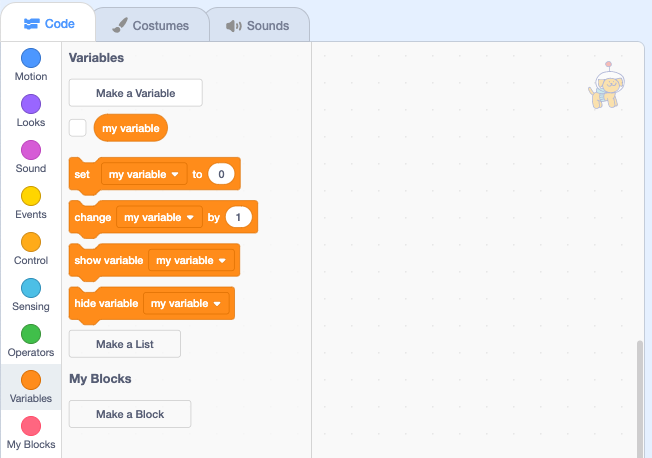 Code Costumes Sounds
Motion
Looks
Sound
Events
Control
Sensing
Operators
Variables
My Blocks
Variables
Make a Variable
my variable
set my variable to 0
change my variable by 1
show variable my variable
hide variable my variable
Make a List
My Blocks
Make a Block